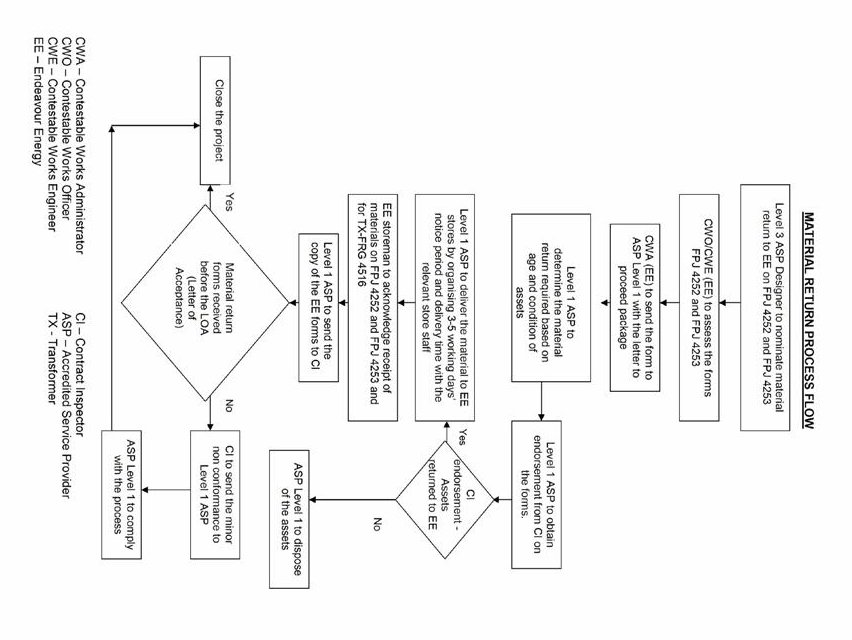 MATERIAL RETURN PROCESS FLOW
Level 3 ASP Designer to nominate material
return to EE on FPJ 4252 and FPJ 4253
CWO/CWE (EE) to assess the forms
FPJ 4252 and FPJ 4253
CWA (EE) to send the form to
ASP Level 1 with the letter to
proceed package
Level 1 ASP to
determine the material
return required based on
age and condition of
assets
Level 1 ASP to obtain
endorsement from CI on
the forms.
CI
endorsement -
Assets
returned to EE
Yes
No
Level 1 ASP to deliver the material to EE
stores by organising 3-5 working days'
notice period and delivery time with the
relevant store staff
ASP Level 1 to dispose
of the assets
EE storeman to acknowledge receipt of
materials on FPJ 4252 and FPJ 4253 and
for TX-FRG 4516
Level 1 ASP to send the
copy of the EE forms to CI
Material return
forms received
before the LOA
(Letter of
Acceptance)
Yes
No
Close the project
CI to send the minor
non conformance to
Level 1 ASP
ASP Level 1 to comply
with the process
CWA – Contestable Works Administrator
CWO – Contestable Works Officer
CWE – Contestable Works Engineer
EE – Endeavour Energy
CI – Contract Inspector
ASP – Accredited Service Provider
TX - Transformer